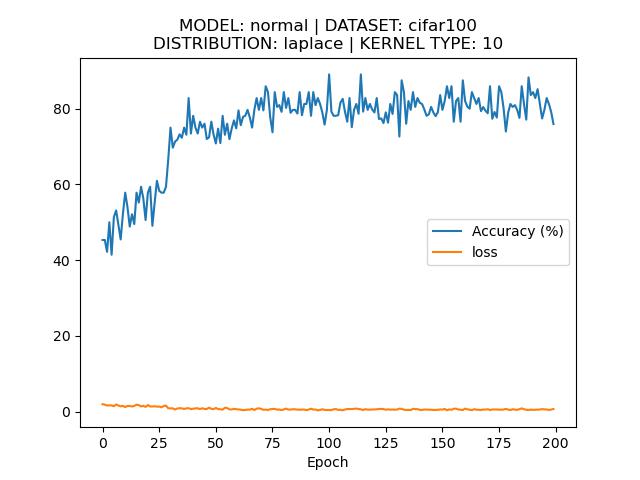 MODEL: normal | DATASET: cifar100
DISTRIBUTION: laplace | KERNEL TYPE: 10
80
60
40
20
0
Accuracy (%)
loss
0 25 50 75 100 125 150 175 200
Epoch